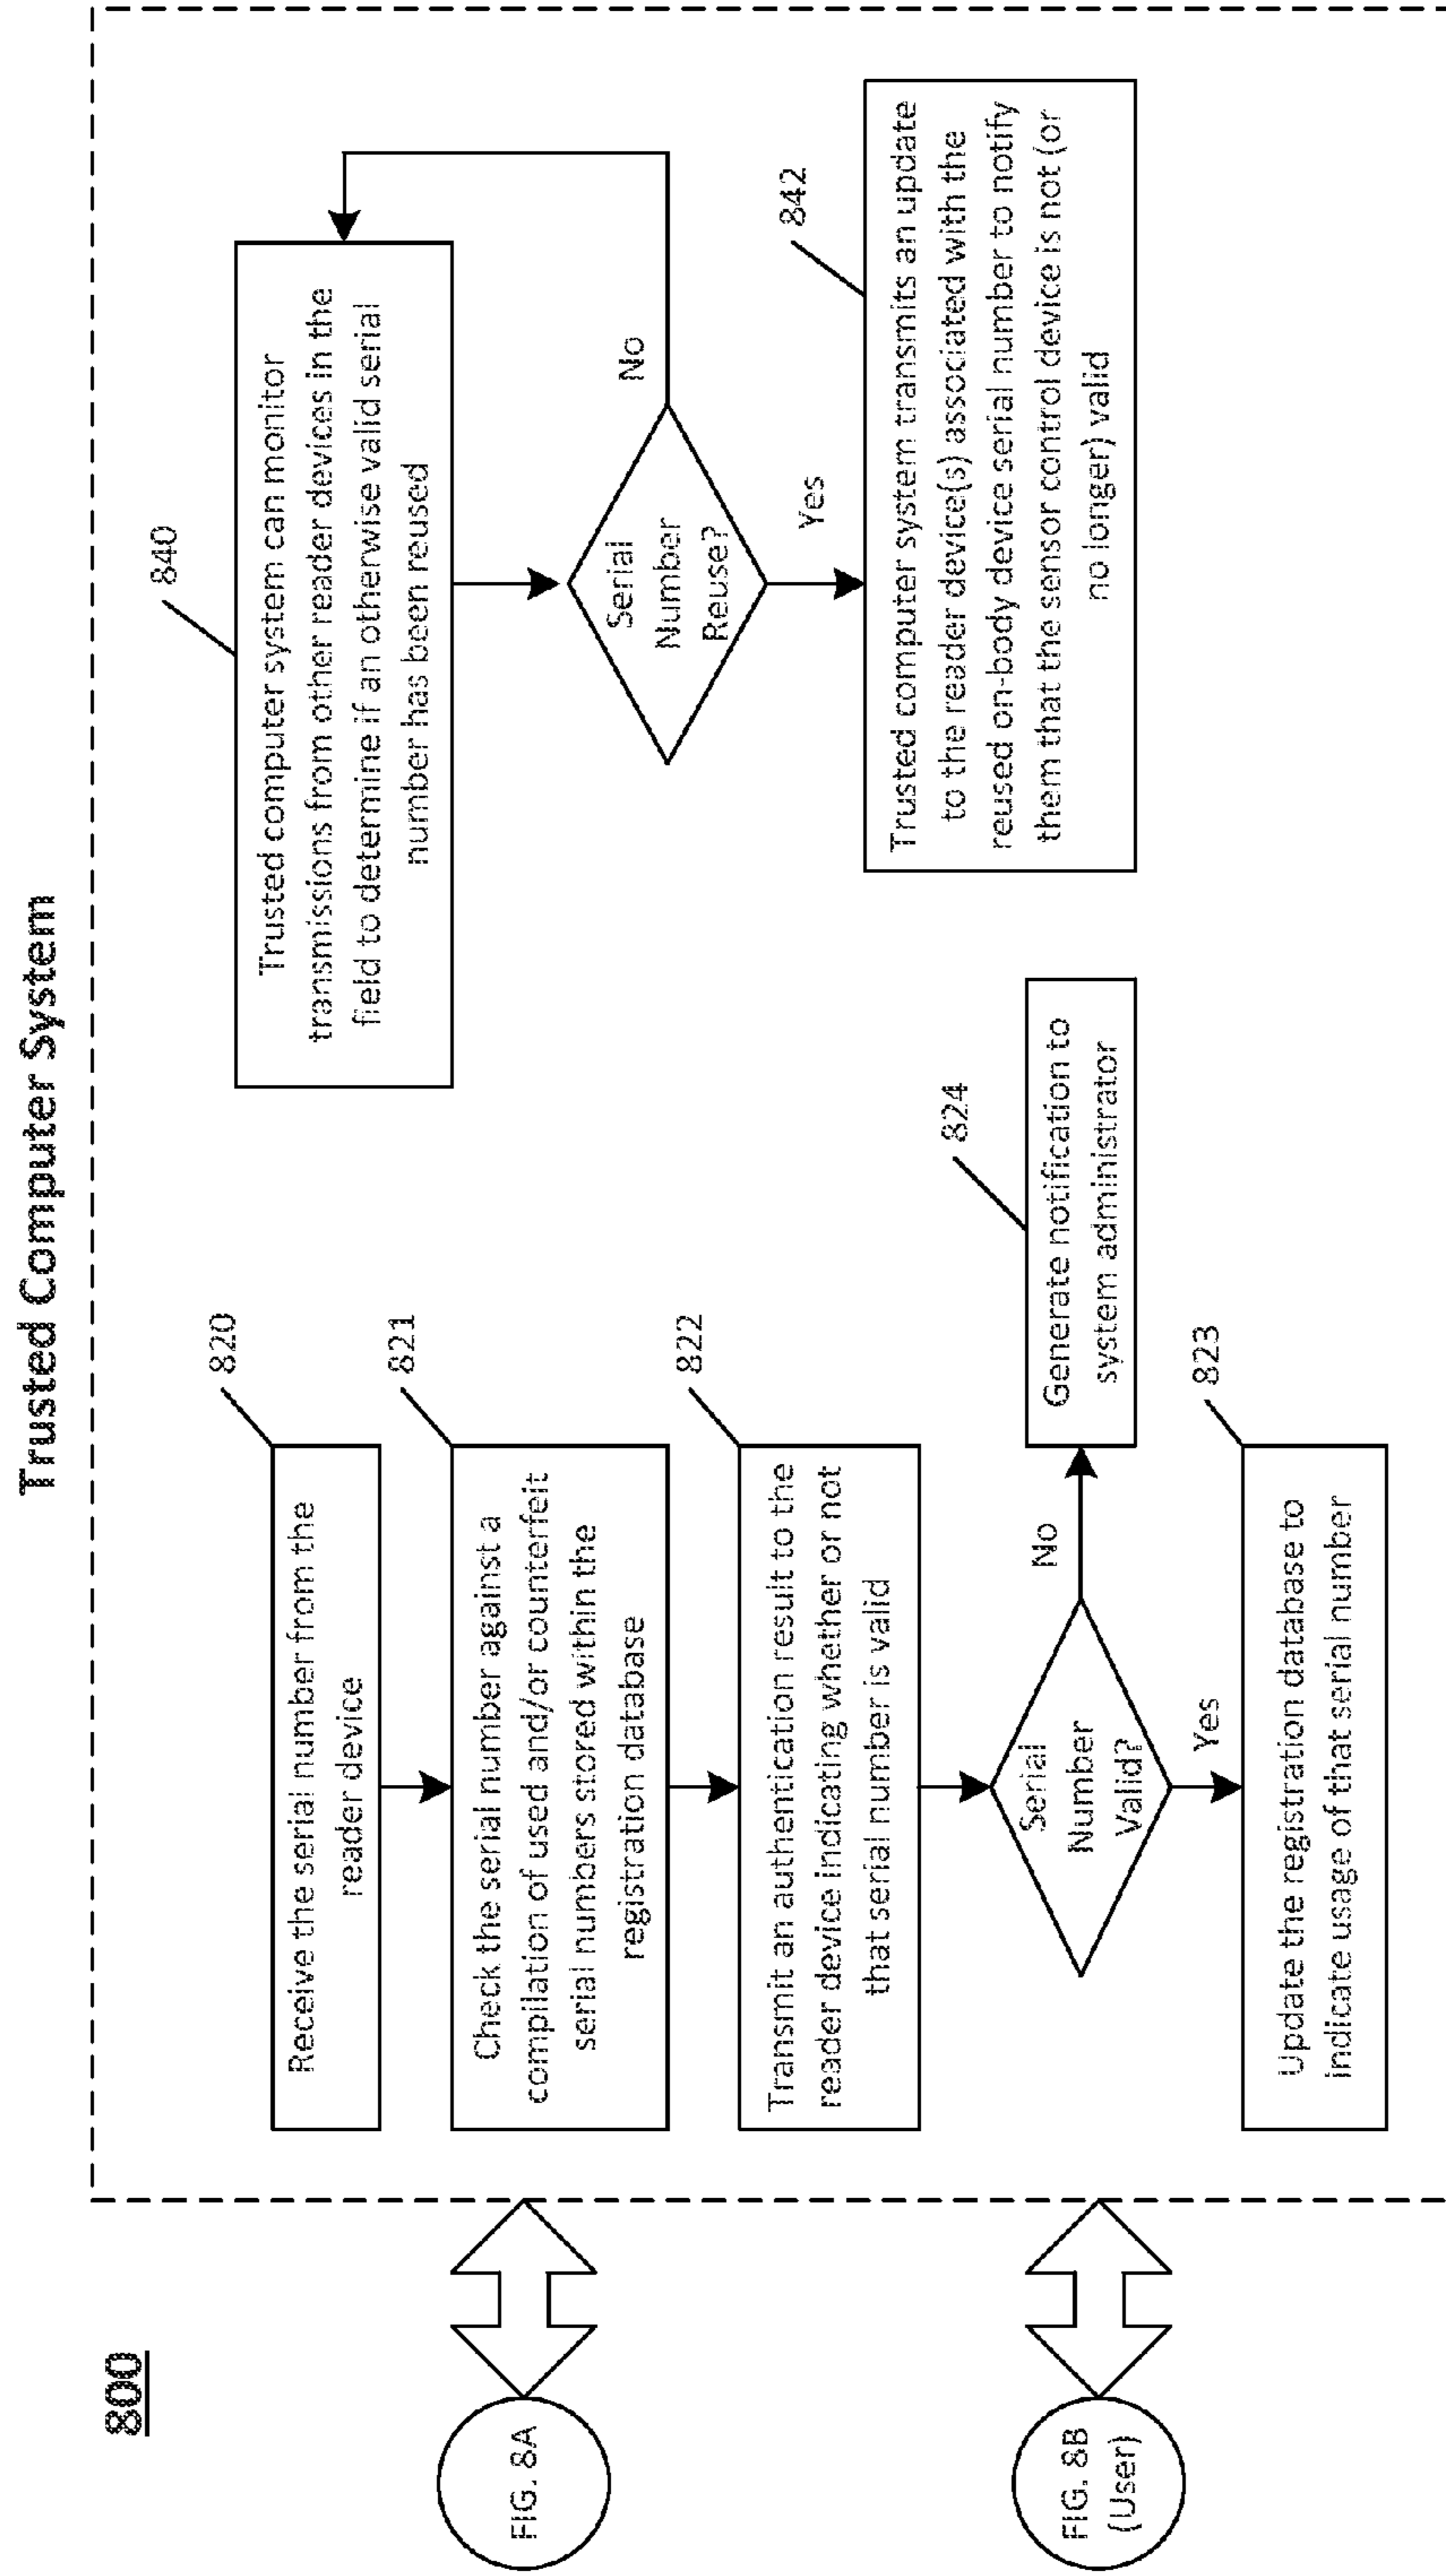 Trusted Computer System
800
FIG. 8A
FIG. 8B
(User)
820
Receive the serial number from the
reader device
821
Check the serial number against a
compilation of used and/or counterfeit
serial numbers stored within the
registration database
822
Transmit an authentication result to the
reader device indicating whether or not
that serial number is valid
Serial
Number
Valid?
No
824
Generate notification to
system administrator
Yes
823
Update the registration database to
indicate usage of that serial number
840
Trusted computer system can monitor
transmissions from other reader devices in the
field to determine if an otherwise valid serial
number has been reused
Serial
Number
Reuse?
No
Yes
842
Trusted computer system transmits an update
to the reader device(s) associated with the
reused on-body device serial number to notify
them that the sensor control device is not (or
no longer) valid